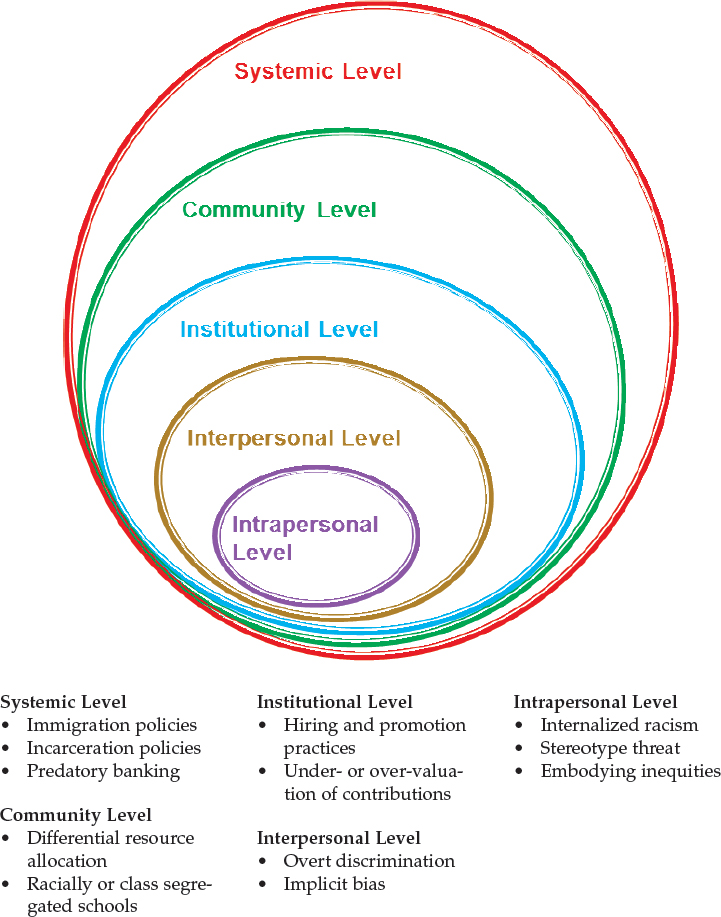 Systemic Level
Community Level
Institutional Level
Interpersonal Level
Intrapersonal
Level
Systemic Level
• Immigration policies
• Incarceration policies
• Predatory banking
Community Level
• Differential resource
allocation
• Racially or class segre-
gated schools
Institutional Level
• Hiring and promotion
practices
• Under- or over-valua-
tion of contributions
Interpersonal Level
• Overt discrimination
• Implicit bias
Intrapersonal Level
• Internalized racism
• Stereotype threat
• Embodying inequities